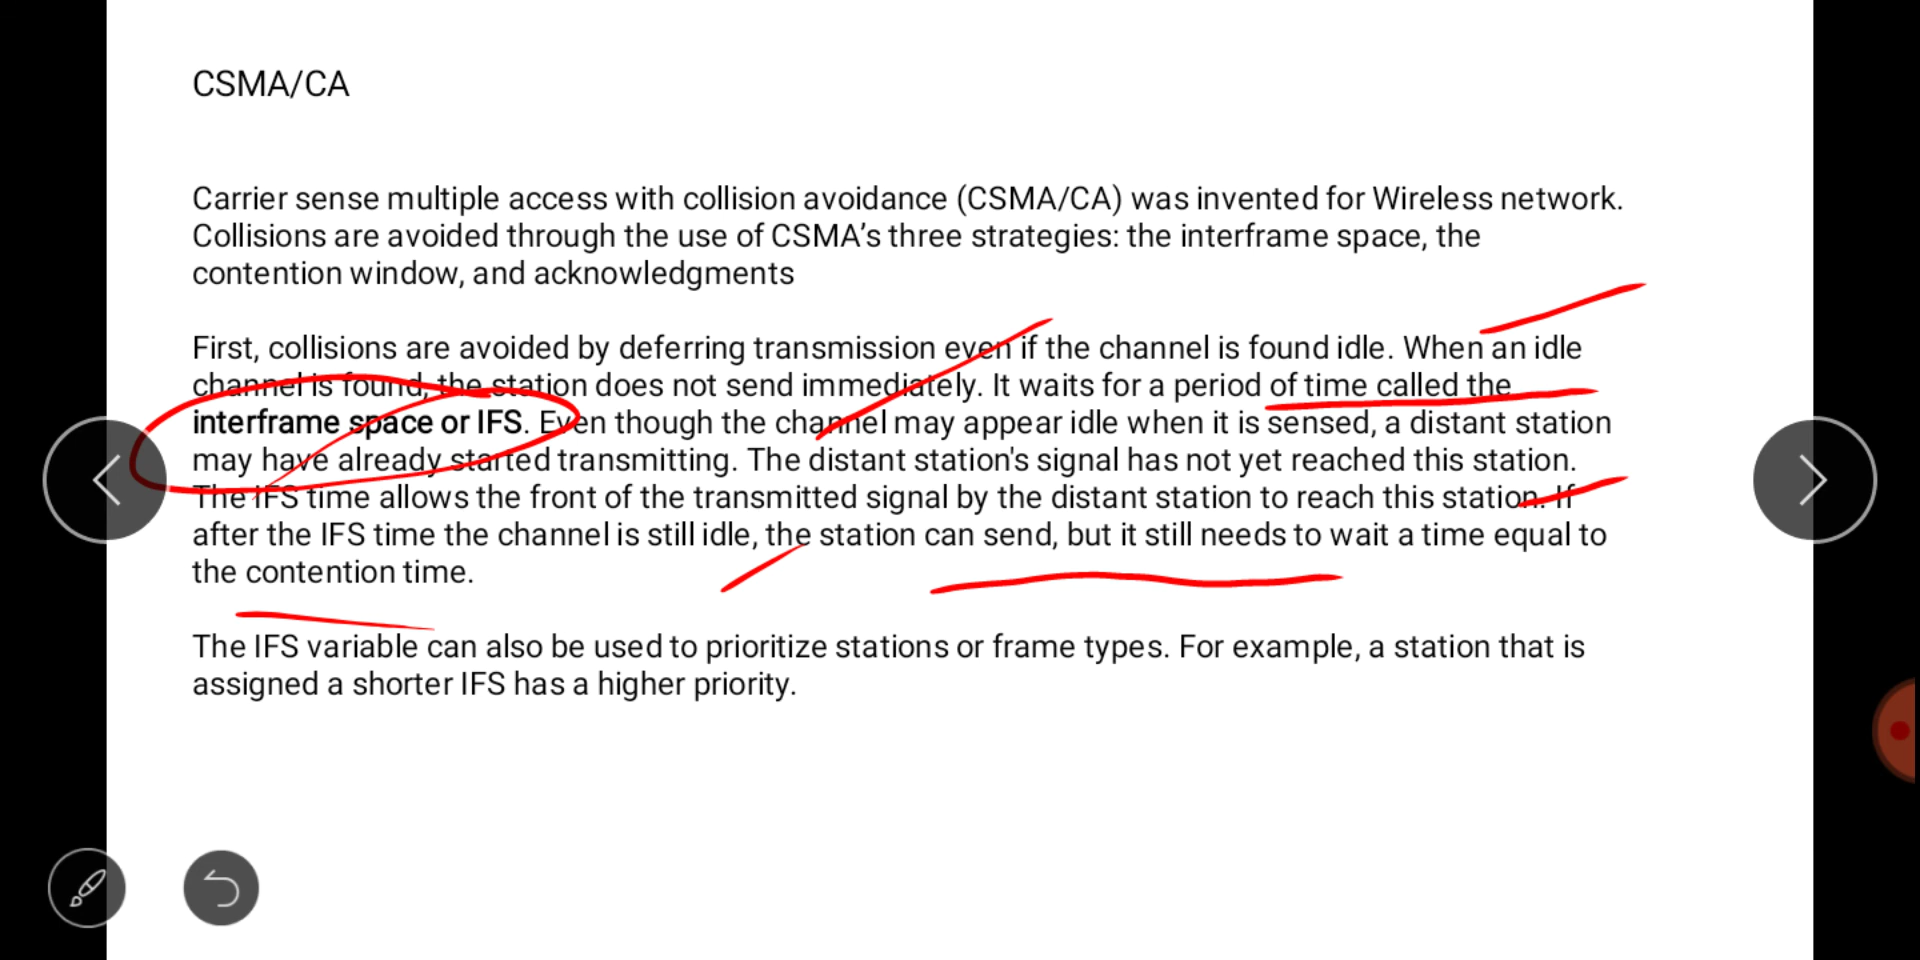 CSMA/CA
Carrier sense multiple access with collision avoidance (CSMA/CA) was invented for Wireless network.
Collisions are avoided through the use of CSMA’s three strategies: the interframe space, the
contention window, and acknowledgments
First, collisions are avoided by deferring transmission even if the channel is found idle. When an idle
channel is found, the station does not send immediately. It waits for a period of time called the
interframe space or IFS. Even though the channel may appear idle when it is sensed, a distant station
may have already started transmitting. The distant station's signal has not yet reached this station.
The IFS time allows the front of the transmitted signal by the distant station to reach this station. If
after the IFS time the channel is still idle, the station can send, but it still needs to wait a time equal to
the contention time.
The IFS variable can also be used to prioritize stations or frame types. For example, a station that is
assigned a shorter IFS has a higher priority.